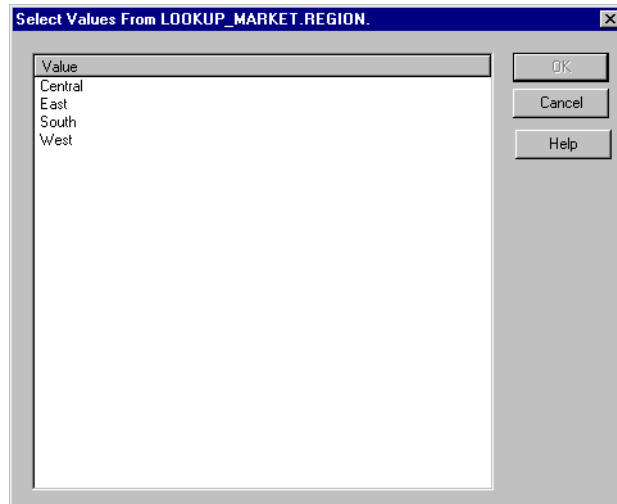 Select Values From LOOKUP_MARKET.REGION.
Value
Central
East
South
West
OK
Cancel
Help